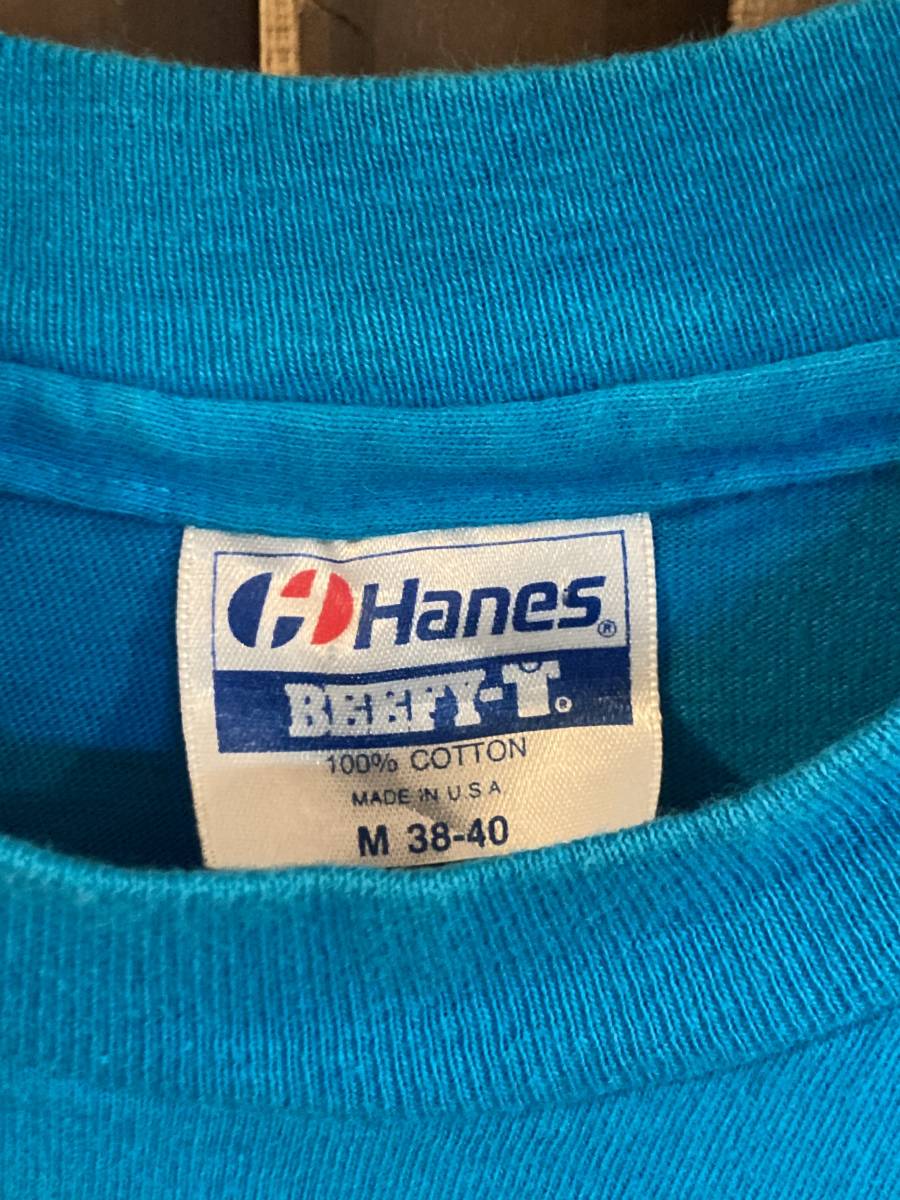 Hanes®
BEEFY-T®
100% COTTON
MADE IN U.S.A.
M 38-40